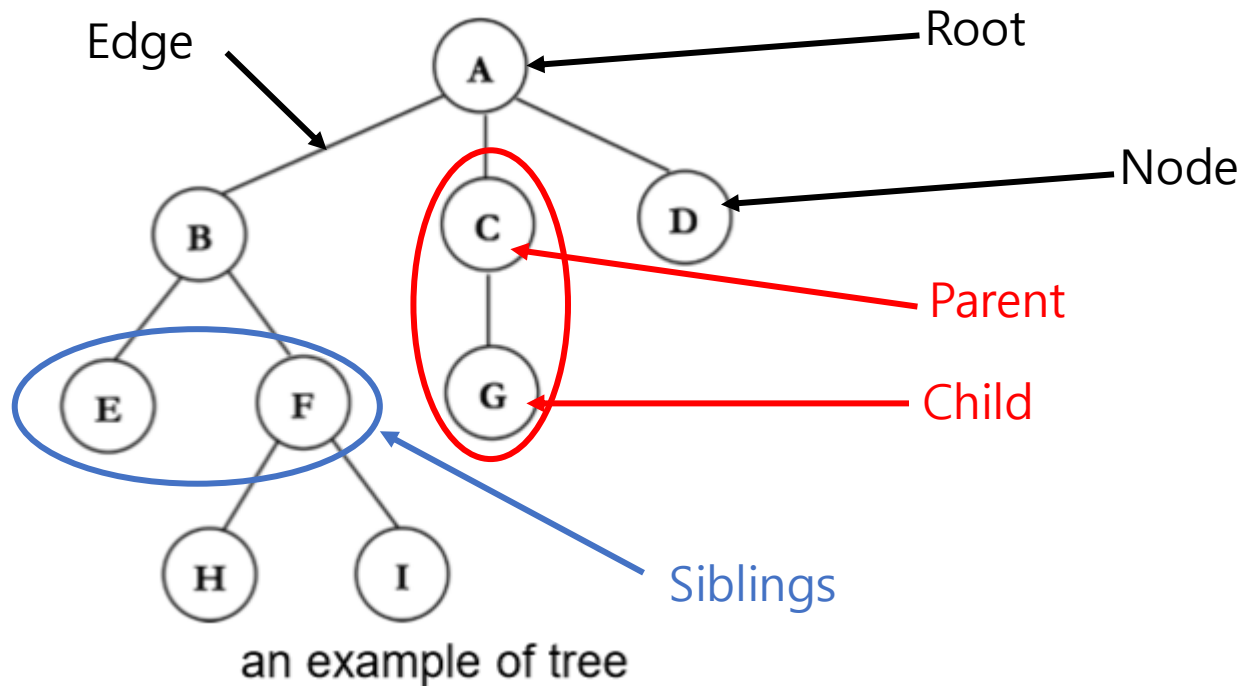 Edge
Root
A
Node
B
C
D
Parent
E
F
G
Child
H
I
Siblings
an example of tree